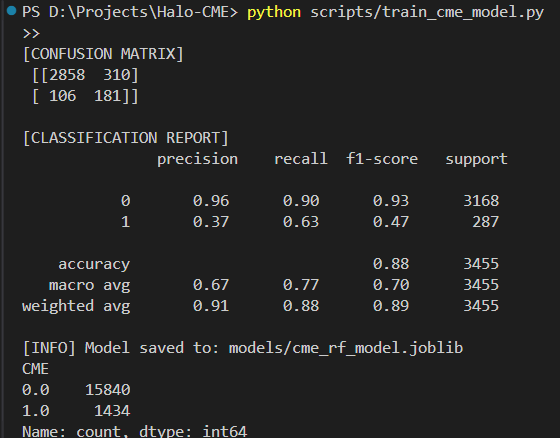 PS D:\Projects\Halo-CME> python scripts/train_cme_model.py
>>
[CONFUSION MATRIX]
[[2858 310]
[ 106 181]]
[CLASSIFICATION REPORT]
precision recall f1-score support
0 0.96 0.90 0.93 3168
1 0.37 0.63 0.47 287
accuracy 0.88 3455
macro avg 0.67 0.77 0.70 3455
weighted avg 0.91 0.88 0.89 3455
[INFO] Model saved to: models/cme_rf_model.joblib
CME
0.0 15840
1.0 1434
Name: count, dtype: int64